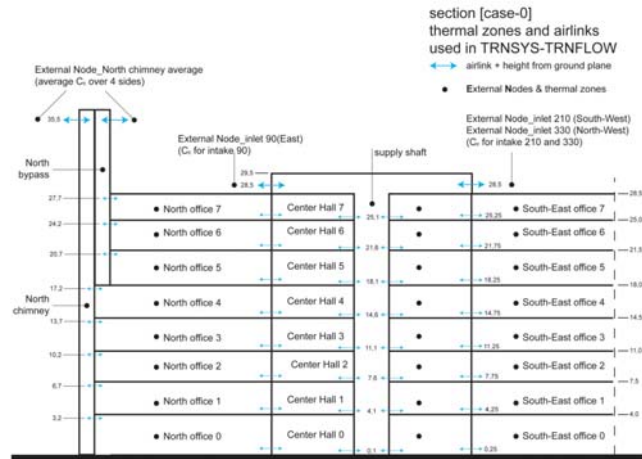 section [case-0]
thermal zones and airlinks
used in TRNSYS-TRNFLOW
airlink + height from ground plane
External Nodes & thermal zones
External Node_North chimney average
(average Cₚ over 4 sides)
35,5
External Node_inlet 90(East)
(Cₚ for intake 90)
External Node_inlet 210 (South-West)
External Node_inlet 330 (North-West)
(Cₚ for intake 210 and 330)
supply shaft
North
bypass
29,5
28,5
28,5
28,5
27,7
North office 7
Center Hall 7
25,1
25,25
South-East office 7
25,0
24,2
North office 6
Center Hall 6
21,6
21,75
South-East office 6
21,5
20,7
North office 5
Center Hall 5
18,1
18,25
South-East office 5
18,0
17,2
North
chimney
North office 4
Center Hall 4
14,6
14,75
South-East office 4
14,5
13,7
North office 3
Center Hall 3
11,1
11,25
South-East office 3
11,0
10,2
North office 2
Center Hall 2
7,6
7,75
South-East office 2
7,5
6,7
North office 1
Center Hall 1
4,1
4,25
South-East office 1
4,0
3,2
North office 0
Center Hall 0
0,1
0,25
South-East office 0